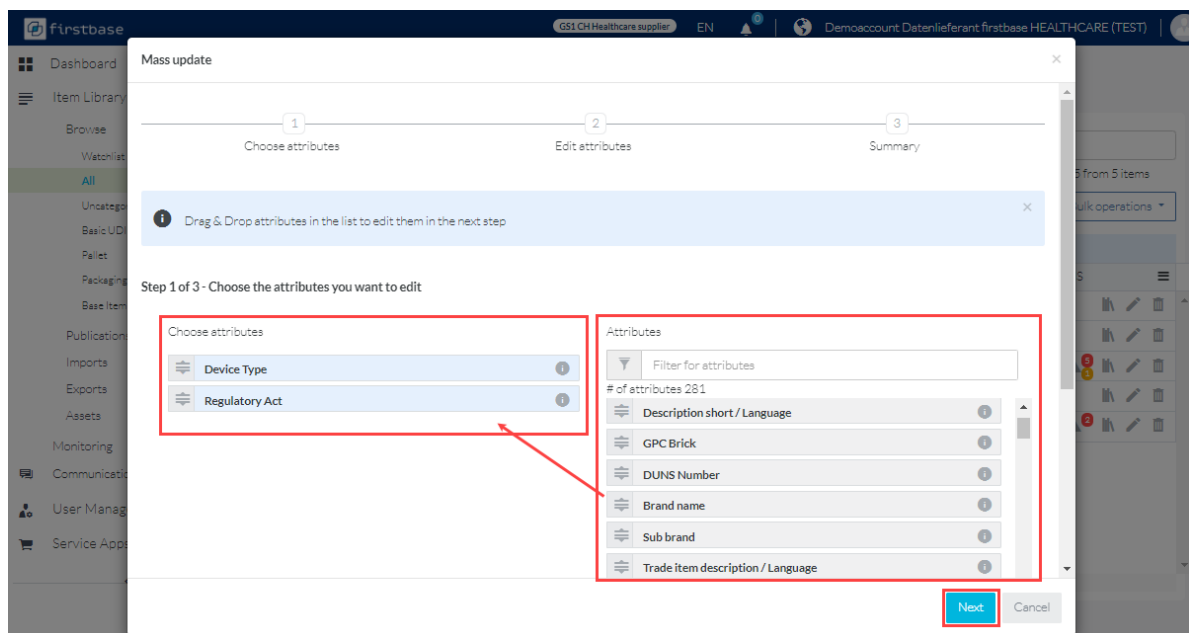 firstbase
GS1 CH Healthcare supplier
EN
0
Demoaccount Datenlieferant firstbase HEALTHCARE (TEST)
Dashboard
Item Library
Browse
Watchlist
All
Basic UDI
Pallet
Packaging
Base Item
Publications
Imports
Exports
Assets
Monitoring
Service Apps
Mass update
1
Choose attributes
2
Edit attributes
3
Summary
Drag & Drop attributes in the list to edit them in the next step
Step 1 of 3 - Choose the attributes you want to edit
Choose attributes
Device Type
Regulatory Act
Attributes
Filter for attributes
# of attributes 281
Description short / Language
GPC Brick
DUNS Number
Brand name
Sub brand
Trade item description / Language
Next
Cancel
5 from 5 items
operations
S
5
1
2